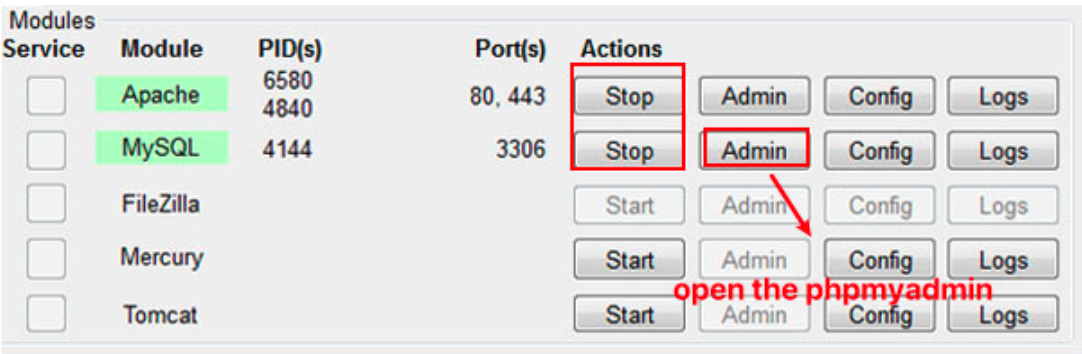 Modules
Service Module PID(s) Port(s) Actions
Apache 6580 4840 80, 443 Stop Admin Config Logs
MySQL 4144 3306 Stop Admin Config Logs
FileZilla Start Admin Config Logs
Mercury Start Admin Config Logs
open the phpmyadmin
Tomcat Start Admin Config Logs